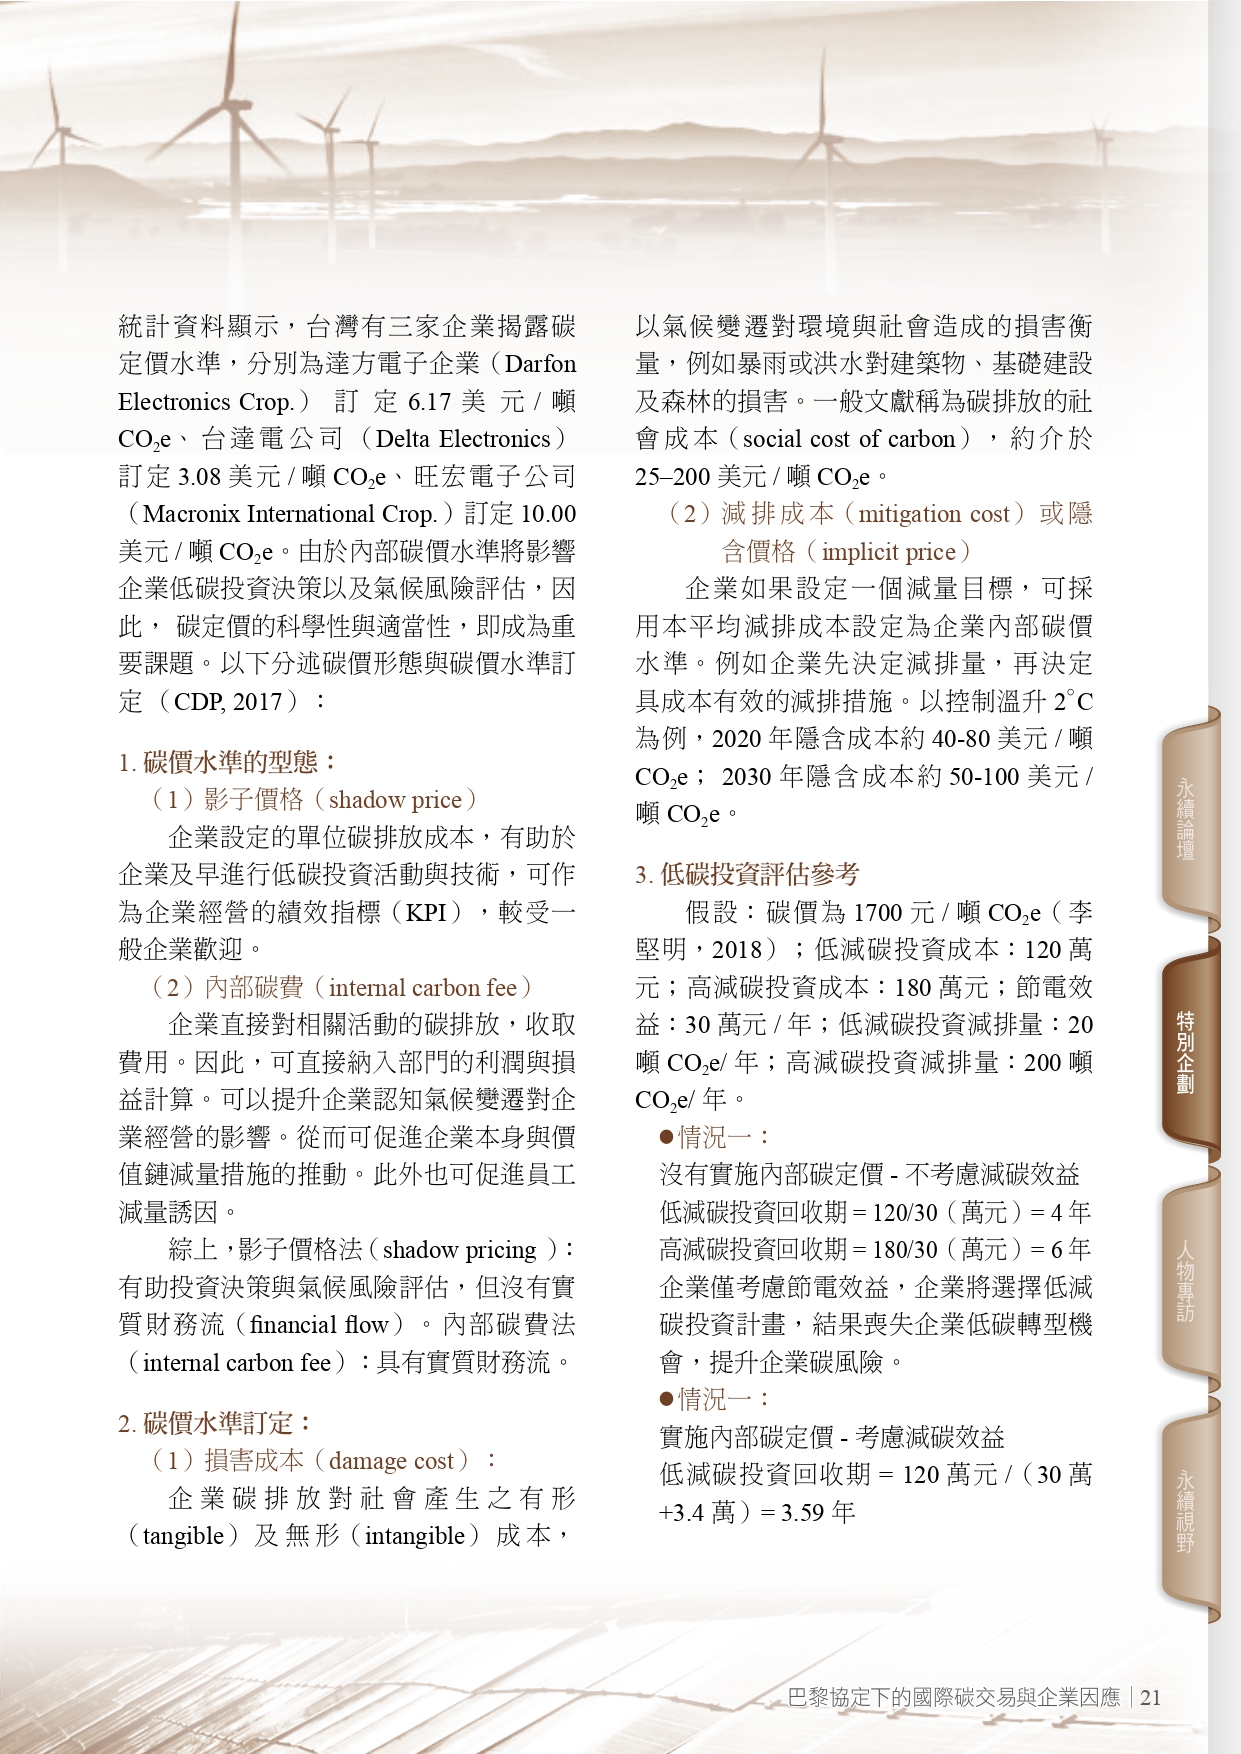 統計資料顯示，台灣有三家企業揭露碳
定價水準，分別為達方電子企業（Darfon
Electronics Crop.） 訂 定 6.17 美 元 / 噸
CO₂e、台達電公司（Delta Electronics）
訂定 3.08 美元 / 噸 CO₂e、旺宏電子公司
（Macronix International Crop.）訂定 10.00
美元 / 噸 CO₂e。由於內部碳價水準將影響
企業低碳投資決策以及氣候風險評估，因
此， 碳定價的科學性與適當性，即成為重
要課題。以下分述碳價形態與碳價水準訂
定（CDP, 2017）：
1. 碳價水準的型態：
（1）影子價格（shadow price）
企業設定的單位碳排放成本，有助於
企業及早進行低碳投資活動與技術，可作
為企業經營的績效指標（KPI），較受一
般企業歡迎。
（2）內部碳費（internal carbon fee）
企業直接對相關活動的碳排放，收取
費用。因此，可直接納入部門的利潤與損
益計算。可以提升企業認知氣候變遷對企
業經營的影響。從而可促進企業本身與價
值鏈減量措施的推動。此外也可促進員工
減量誘因。
綜上，影子價格法（shadow pricing ）：
有助投資決策與氣候風險評估，但沒有實
質財務流（financial flow）。內部碳費法
（internal carbon fee）：具有實質財務流。
2. 碳價水準訂定：
（1）損害成本（damage cost）：
企業碳排放對社會產生之有形
（tangible）及無形（intangible）成本，
以氣候變遷對環境與社會造成的損害衡
量，例如暴雨或洪水對建築物、基礎建設
及森林的損害。一般文獻稱為碳排放的社
會成本（social cost of carbon），約介於
25–200 美元 / 噸 CO₂e。
（2）減排成本（mitigation cost）或隱
含價格（implicit price）
企業如果設定一個減量目標，可採
用本平均減排成本設定為企業內部碳價
水準。例如企業先決定減排量，再決定
具成本有效的減排措施。以控制溫升 2°C
為例，2020 年隱含成本約 40-80 美元 / 噸
CO₂e； 2030 年隱含成本約 50-100 美元 /
噸 CO₂e。
3. 低碳投資評估參考
假設：碳價為 1700 元 / 噸 CO₂e（李
堅明，2018）；低減碳投資成本：120 萬
元；高減碳投資成本：180 萬元；節電效
益：30 萬元 / 年；低減碳投資減排量：20
噸 CO₂e/ 年；高減碳投資減排量：200 噸
CO₂e/ 年。
●情況一：
沒有實施內部碳定價 - 不考慮減碳效益
低減碳投資回收期 = 120/30（萬元）= 4 年
高減碳投資回收期 = 180/30（萬元）= 6 年
企業僅考慮節電效益，企業將選擇低減
碳投資計畫，結果喪失企業低碳轉型機
會，提升企業碳風險。
●情況一：
實施內部碳定價 - 考慮減碳效益
低減碳投資回收期 = 120 萬元 /（30 萬
+3.4 萬）= 3.59 年
永續論壇
特別企劃
人物專訪
永續視野
巴黎協定下的國際碳交易與企業因應 | 21